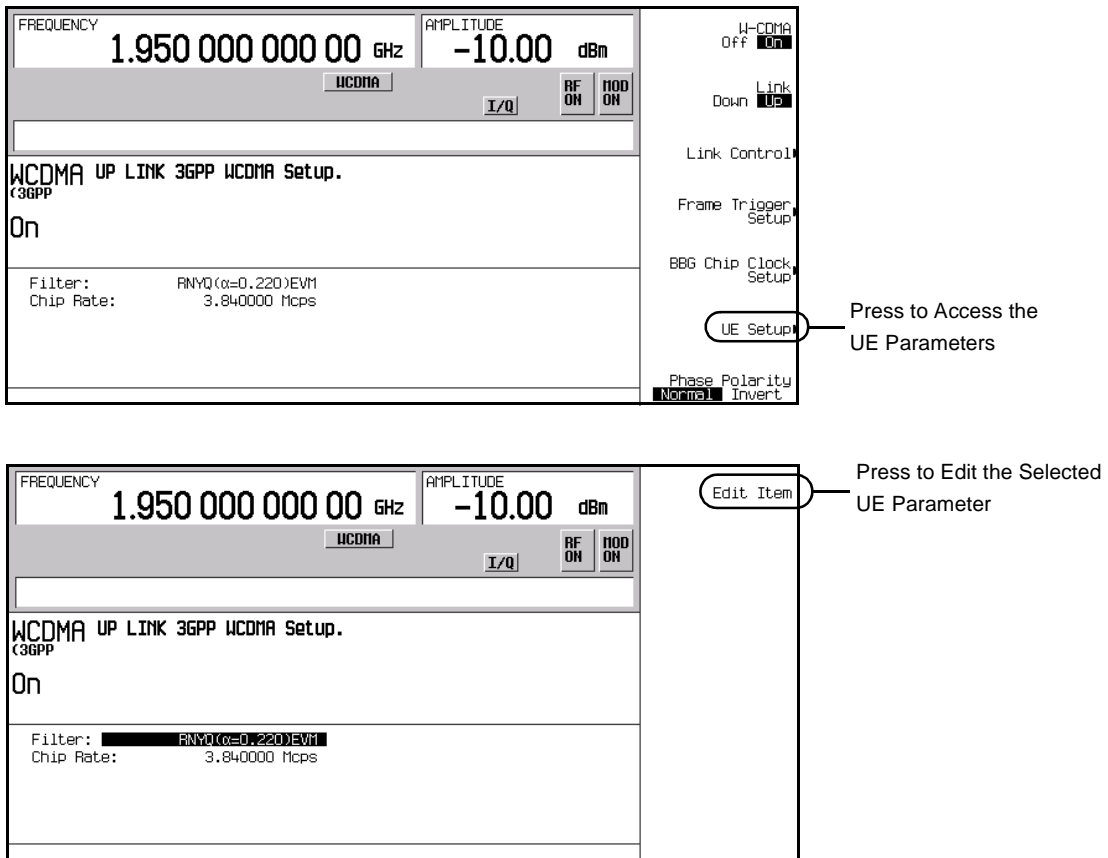 FREQUENCY
1.950 000 000 00 GHz
AMPLITUDE
-10.00 dBm
WCDMA
I/Q
RF ON
MOD ON
WCDMA UP LINK 3GPP WCDMA Setup.
(3GPP
On
Filter: RNYQ(α=0.220)EVM
Chip Rate: 3.840000 Mcps
W-CDMA
Off On
Link
Down Up
Link Control
Frame Trigger
Setup
BBG Chip Clock
Setup
UE Setup
Phase Polarity
Normal Invert
Press to Access the
UE Parameters
FREQUENCY
1.950 000 000 00 GHz
AMPLITUDE
-10.00 dBm
WCDMA
I/Q
RF ON
MOD ON
WCDMA UP LINK 3GPP WCDMA Setup.
(3GPP
On
Filter: RNYQ(α=0.220)EVM
Chip Rate: 3.840000 Mcps
Edit Item
Press to Edit the Selected
UE Parameter